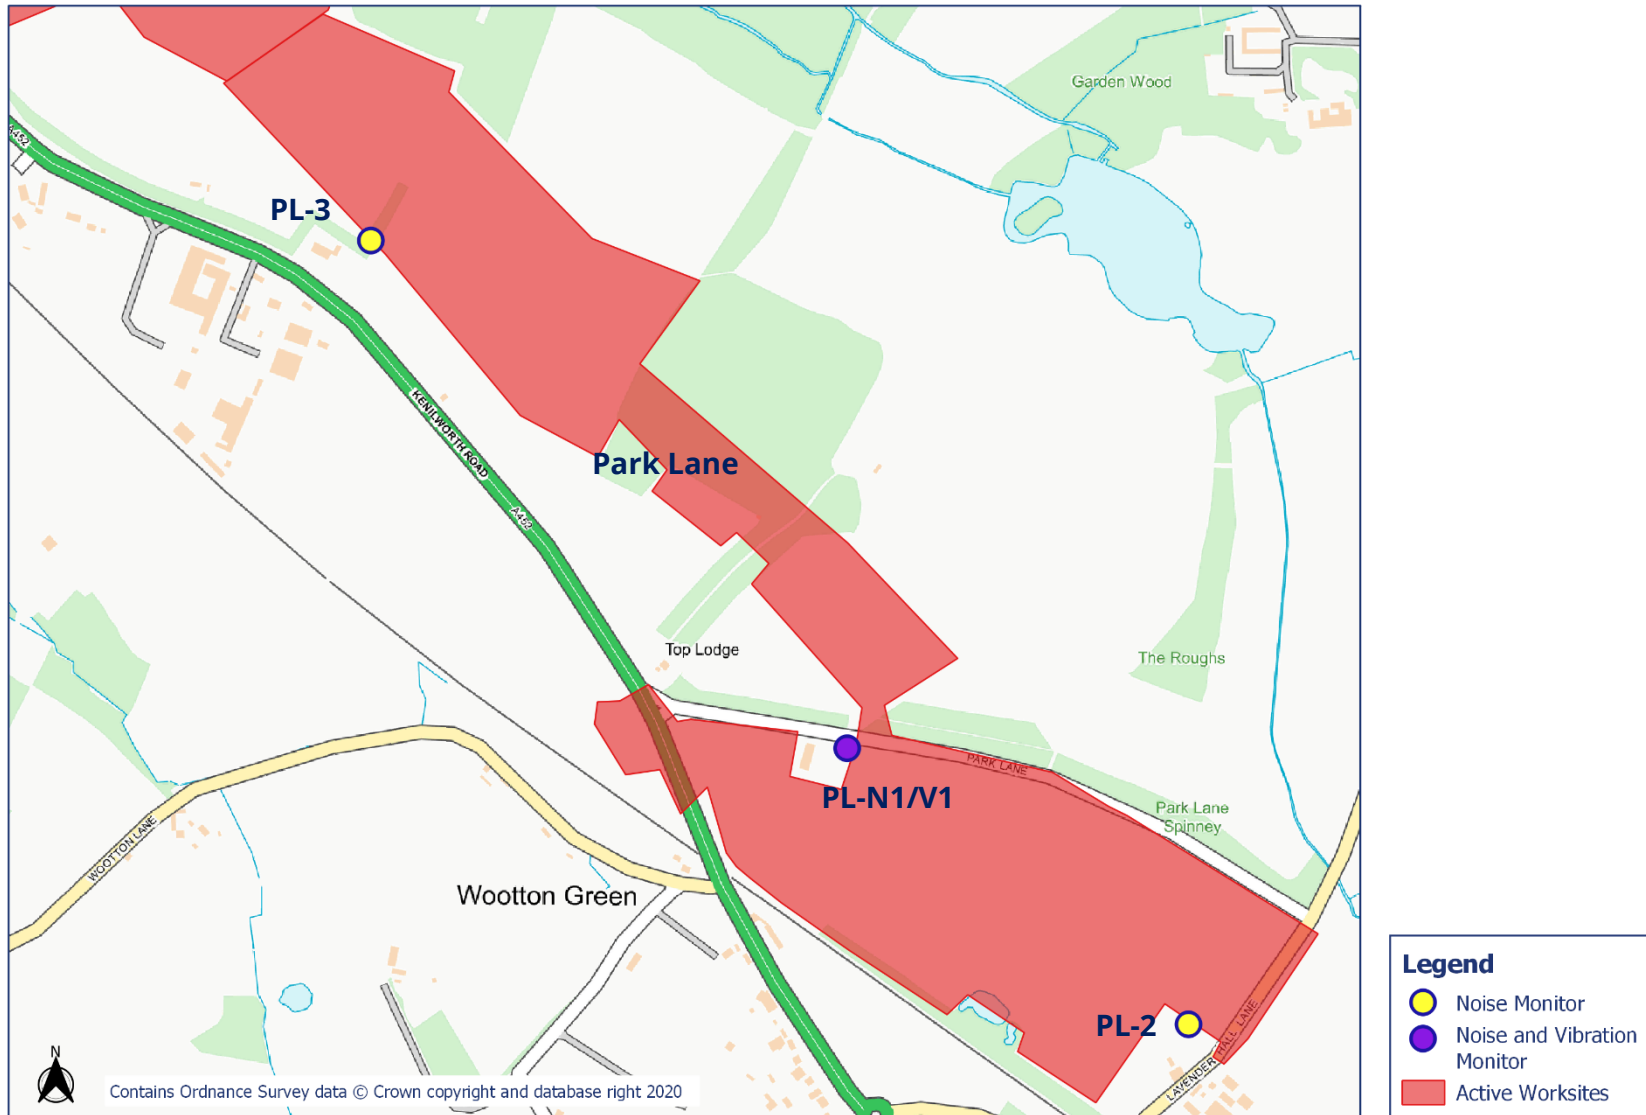 Garden Wood
A452
PL-3
KENILWORTH ROAD
Park Lane
A452
Top Lodge
The Roughs
PARK LANE
PL-N1/V1
Park Lane
Spinney
WOOTTON LANE
Wootton Green
PL-2
LAVENDER HALL LANE
N
Contains Ordnance Survey data © Crown copyright and database right 2020
Legend
Noise Monitor
Noise and Vibration
Monitor
Active Worksites